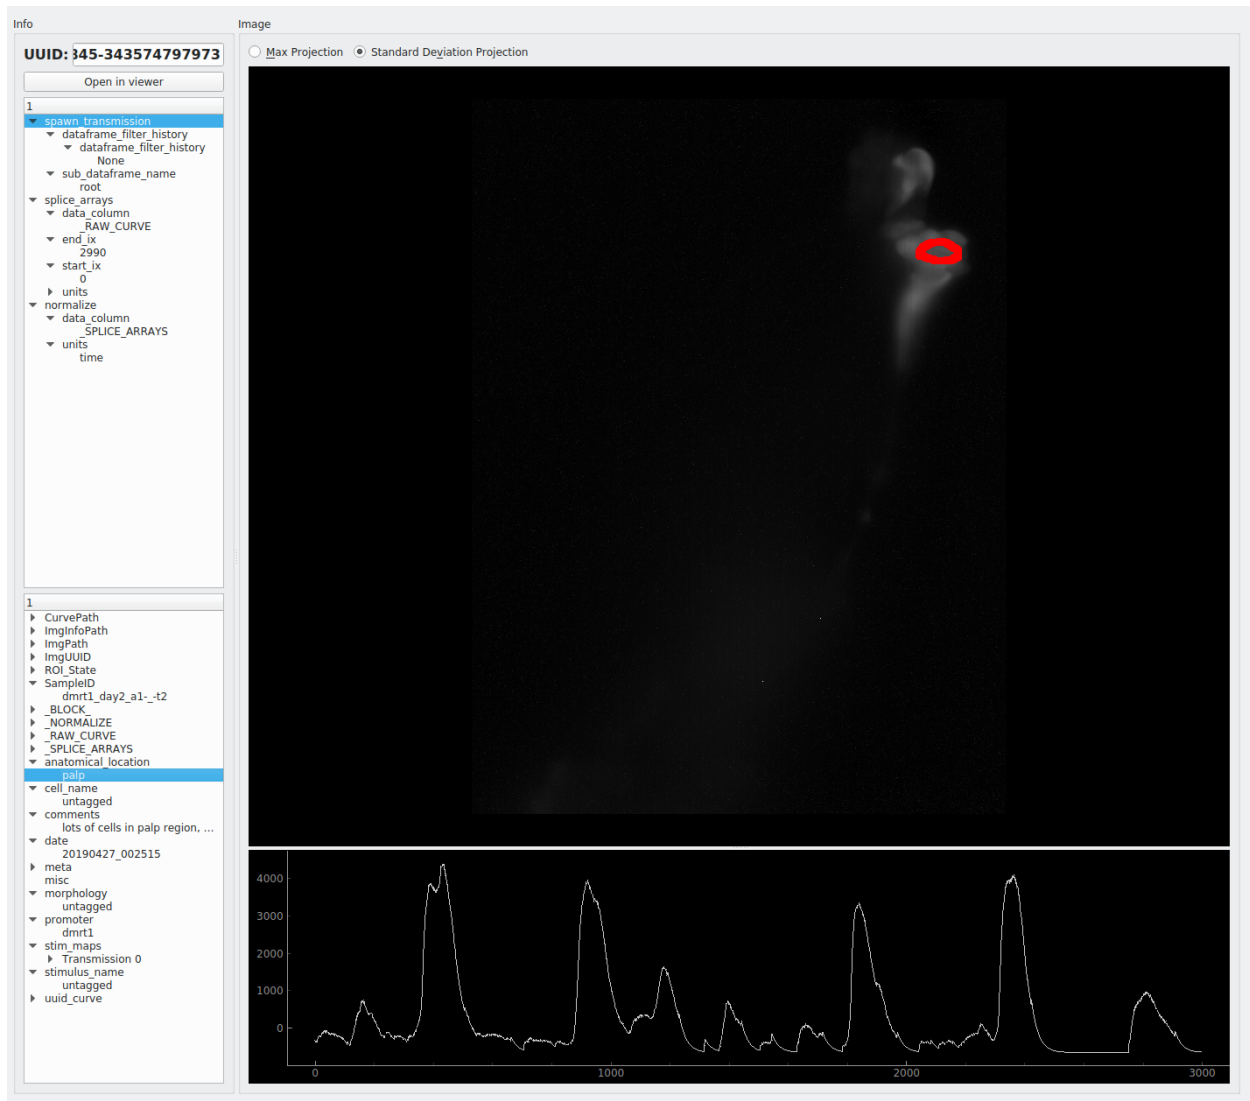 Info
UUID: 345-343574797973
Open in viewer
1
spawn_transmission
dataframe_filter_history
dataframe_filter_history
None
sub_dataframe_name
root
splice_arrays
data_column
_RAW_CURVE
end_ix
2990
start_ix
0
units
normalize
data_column
_SPLICE_ARRAYS
units
time
1
CurvePath
ImgInfoPath
ImgPath
ImgUUID
ROI_State
SampleID
dmrt1_day2_a1-_-t2
_BLOCK_
_NORMALIZE
_RAW_CURVE
_SPLICE_ARRAYS
anatomical_location
palp
cell_name
untagged
comments
lots of cells in palp region, ...
date
20190427_002515
meta
misc
morphology
untagged
promoter
dmrt1
stim_maps
Transmission 0
stimulus_name
untagged
uuid_curve
Image
Max Projection Standard Deviation Projection
4000
3000
2000
1000
0
0 1000 2000 3000